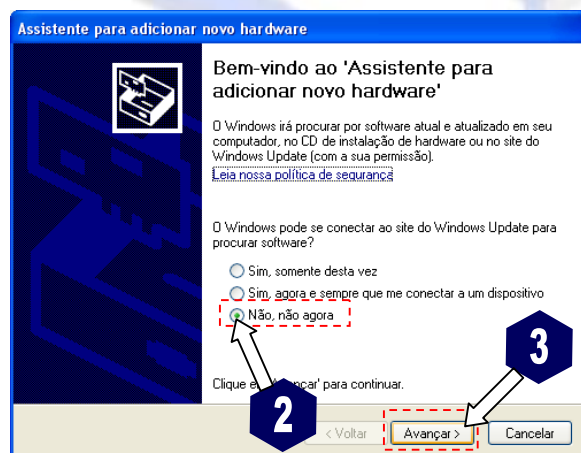 Assistente para adicionar novo hardware
Bem-vindo ao 'Assistente para
adicionar novo hardware'
O Windows irá procurar por software atual e atualizado em seu
computador, no CD de instalação de hardware ou no site do
Windows Update (com a sua permissão).
Leia nossa política de segurança
O Windows pode se conectar ao site do Windows Update para
procurar software?
Sim, somente desta vez
Sim, agora e sempre que me conectar a um dispositivo
Não, não agora
3
Clique para continuar.
2
< Voltar Avançar > Cancelar